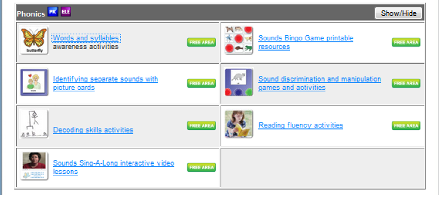 Phonics PK ELE Show/Hide
Words and syllables
awareness activities
FREE AREA
butterfly
Sounds Bingo Game printable
resources
FREE AREA
Identifying separate sounds with
picture cards
FREE AREA
Sound discrimination and manipulation
games and activities
FREE AREA
Decoding skills activities
FREE AREA
Reading fluency activities
FREE AREA
Sounds Sing-A-Long interactive video
lessons
FREE AREA